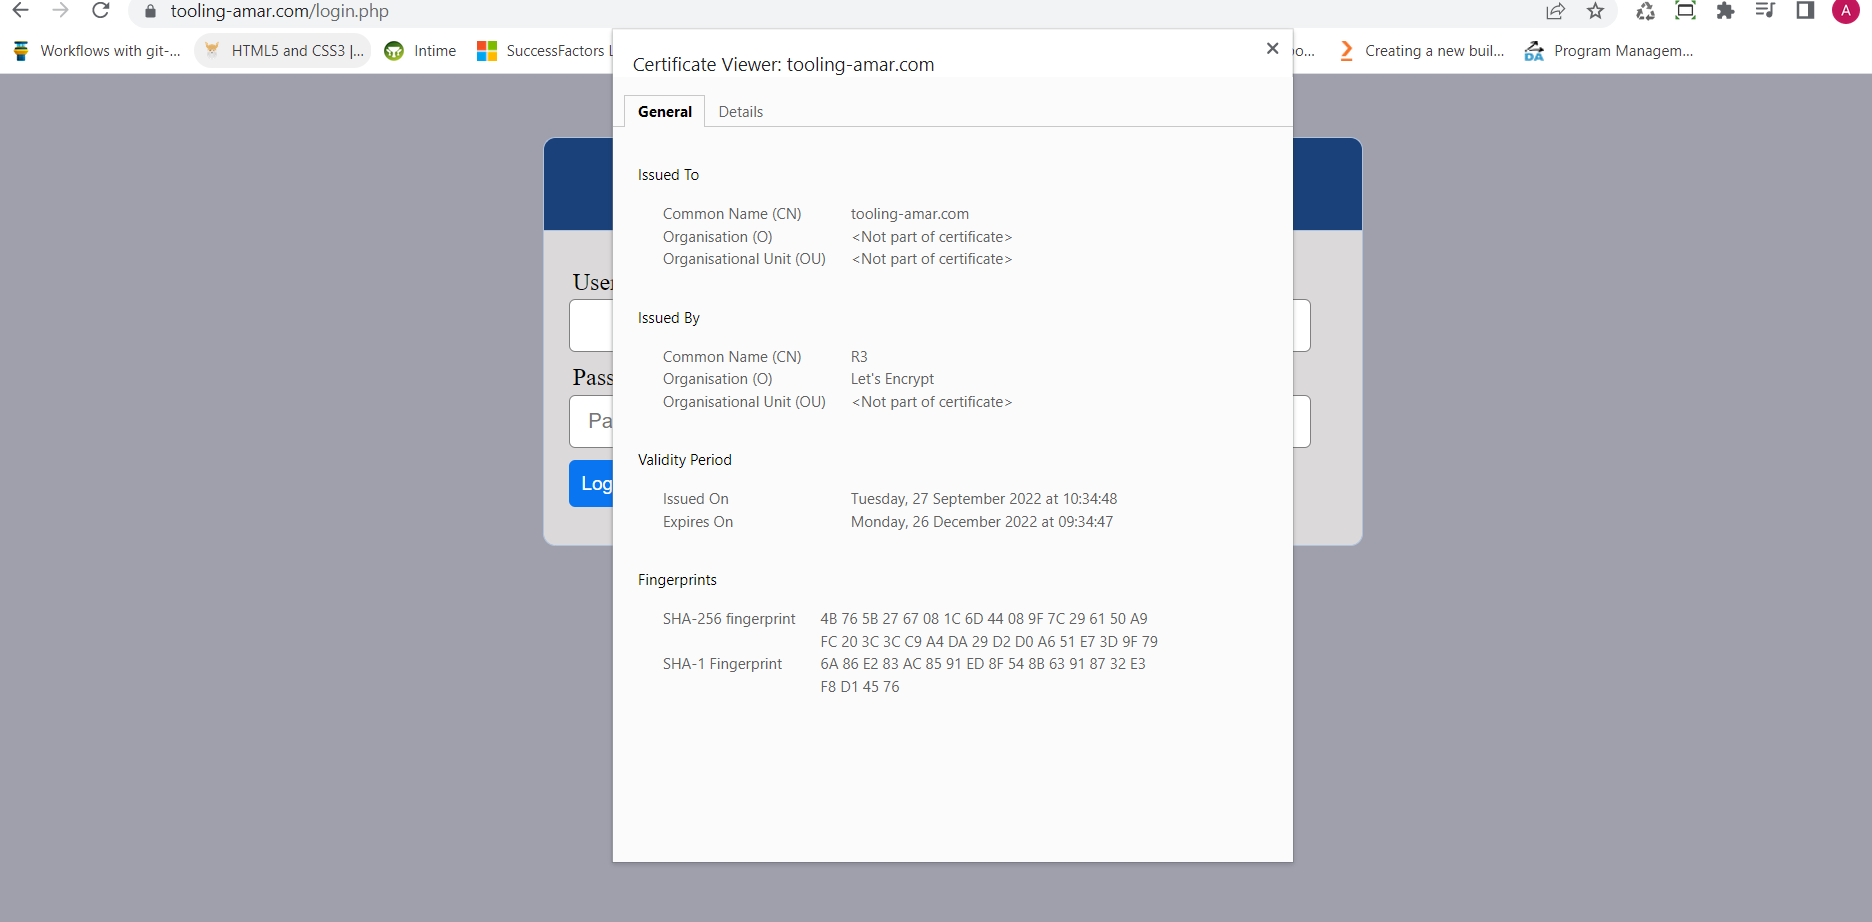 tooling-amar.com/login.php
A
Workflows with git-... HTML5 and CSS3 |... Intime SuccessFactors Creating a new buil... DA Program Managem...
Certificate Viewer: tooling-amar.com
General Details
Issued To
Common Name (CN) tooling-amar.com
Organisation (O) <Not part of certificate>
Organisational Unit (OU) <Not part of certificate>
Issued By
Common Name (CN) R3
Organisation (O) Let's Encrypt
Organisational Unit (OU) <Not part of certificate>
Validity Period
Issued On Tuesday, 27 September 2022 at 10:34:48
Expires On Monday, 26 December 2022 at 09:34:47
Fingerprints
SHA-256 fingerprint 4B 76 5B 27 67 08 1C 6D 44 08 9F 7C 29 61 50 A9
FC 20 3C 3C C9 A4 DA 29 D2 D0 A6 51 E7 3D 9F 79
SHA-1 Fingerprint 6A 86 E2 83 AC 85 91 ED 8F 54 8B 63 91 87 32 E3
F8 D1 45 76
Pass
Pa
Log